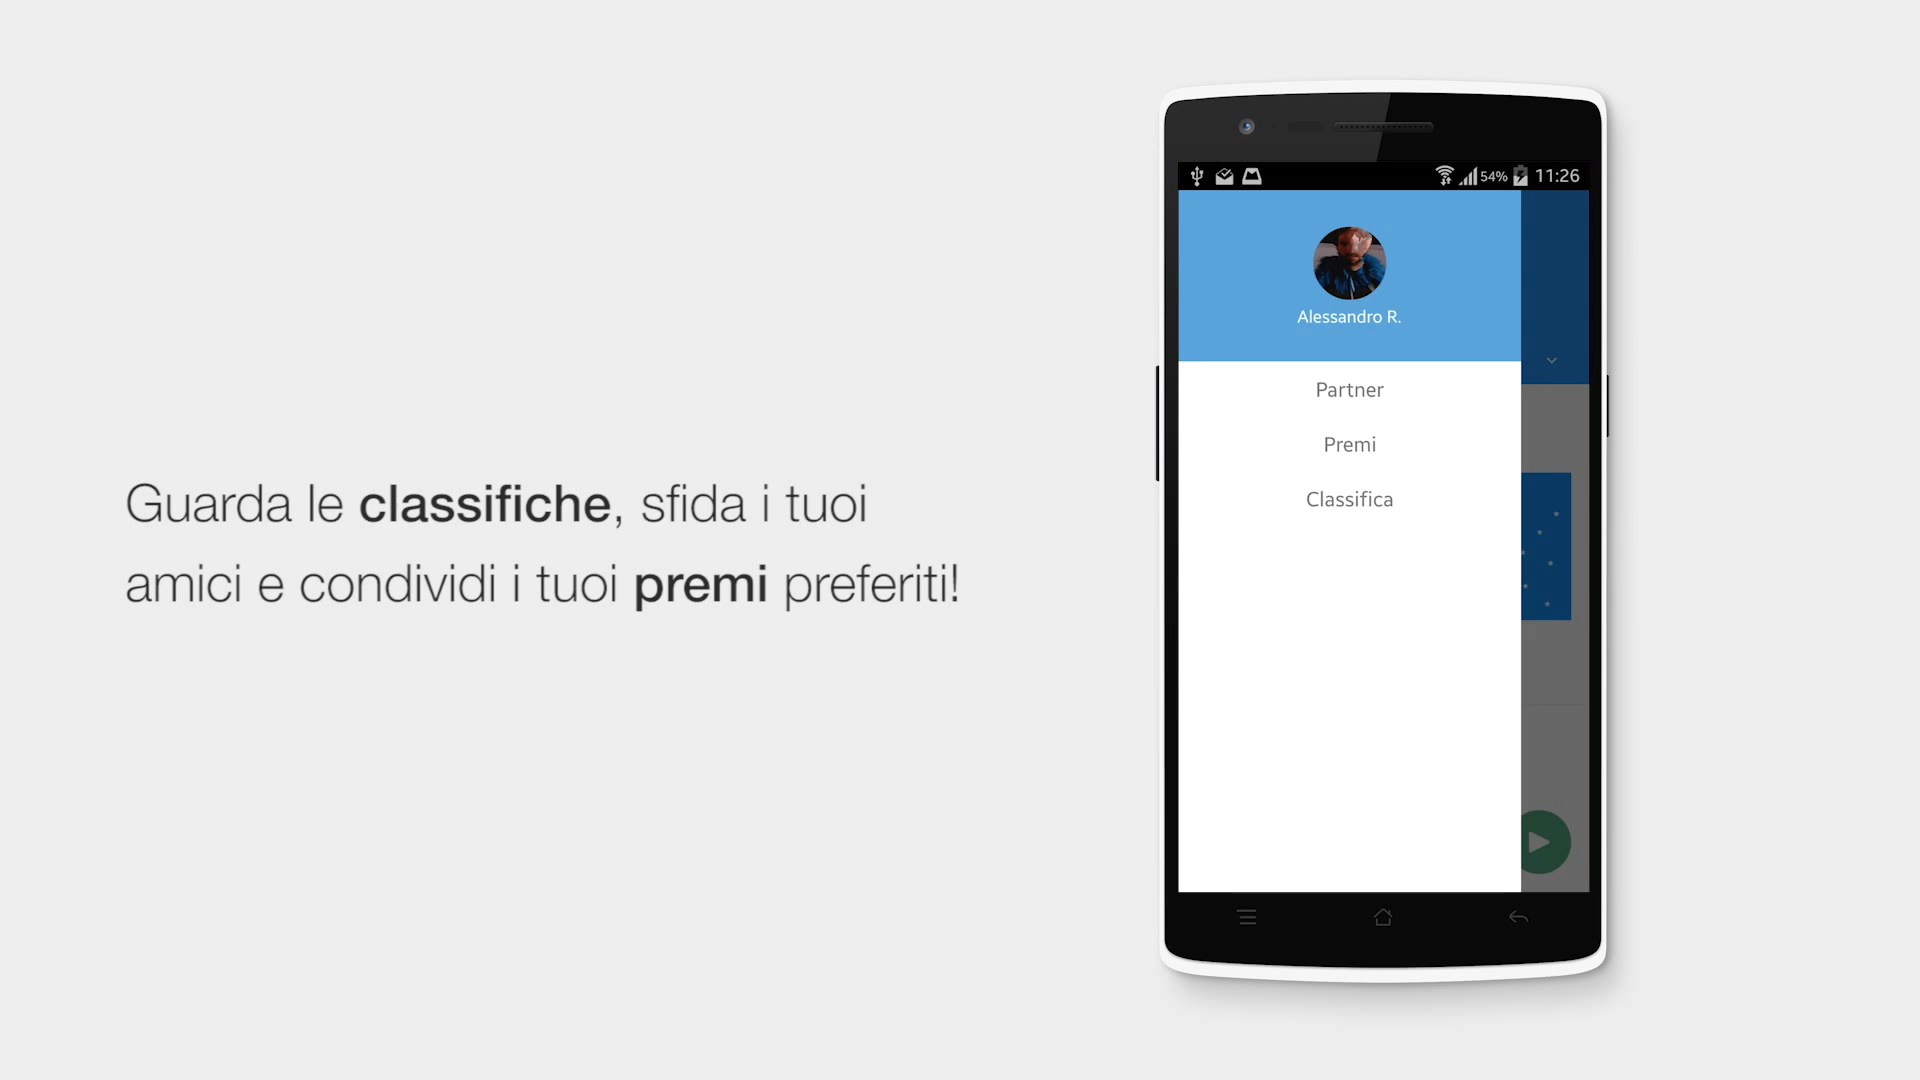 Guarda le classifiche, sfida i tuoi
amici e condividi i tuoi premi preferiti!
54% 11:26
Alessandro R.
Partner
Premi
Classifica